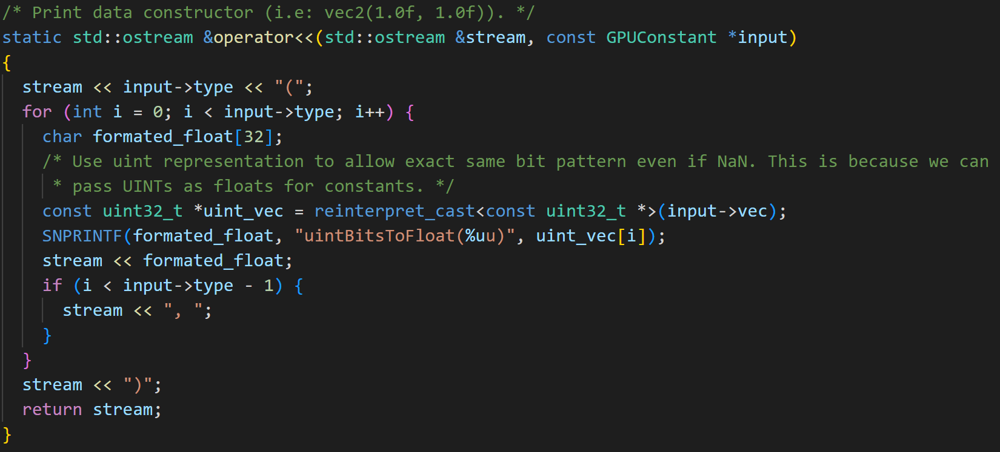 /* Print data constructor (i.e: vec2(1.0f, 1.0f)). */
static std::ostream &operator<<(std::ostream &stream, const GPUConstant *input)
{
  stream << input->type << "(";
  for (int i = 0; i < input->type; i++) {
    char formated_float[32];
    /* Use uint representation to allow exact same bit pattern even if NaN. This is because we can
     * pass UINTs as floats for constants. */
    const uint32_t *uint_vec = reinterpret_cast<const uint32_t *>(input->vec);
    SNPRINTF(formated_float, "uintBitsToFloat(%uu)", uint_vec[i]);
    stream << formated_float;
    if (i < input->type - 1) {
      stream << ", ";
    }
  }
  stream << ")";
  return stream;
}